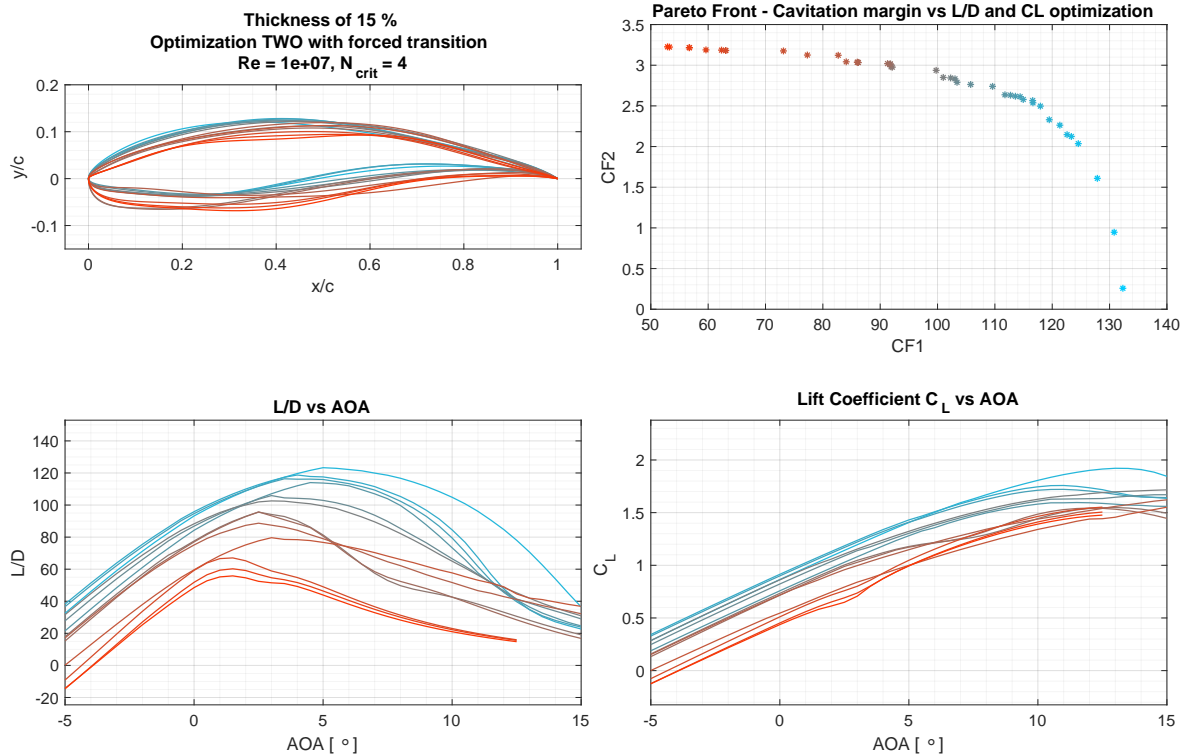 Thickness of 15 %
Optimization TWO with forced transition
Re = 1e+07, N_crit = 4
0.2
0.1
0
-0.1
y/c
0 0.2 0.4 0.6 0.8 1
x/c
Pareto Front - Cavitation margin vs L/D and CL optimization
3.5
3
2.5
2
1.5
1
0.5
0
CF2
50 60 70 80 90 100 110 120 130 140
CF1
L/D vs AOA
140
120
100
80
60
40
20
0
-20
L/D
-5 0 5 10 15
AOA [ º]
Lift Coefficient C_L vs AOA
2
1.5
1
0.5
0
C_L
-5 0 5 10 15
AOA [ º]